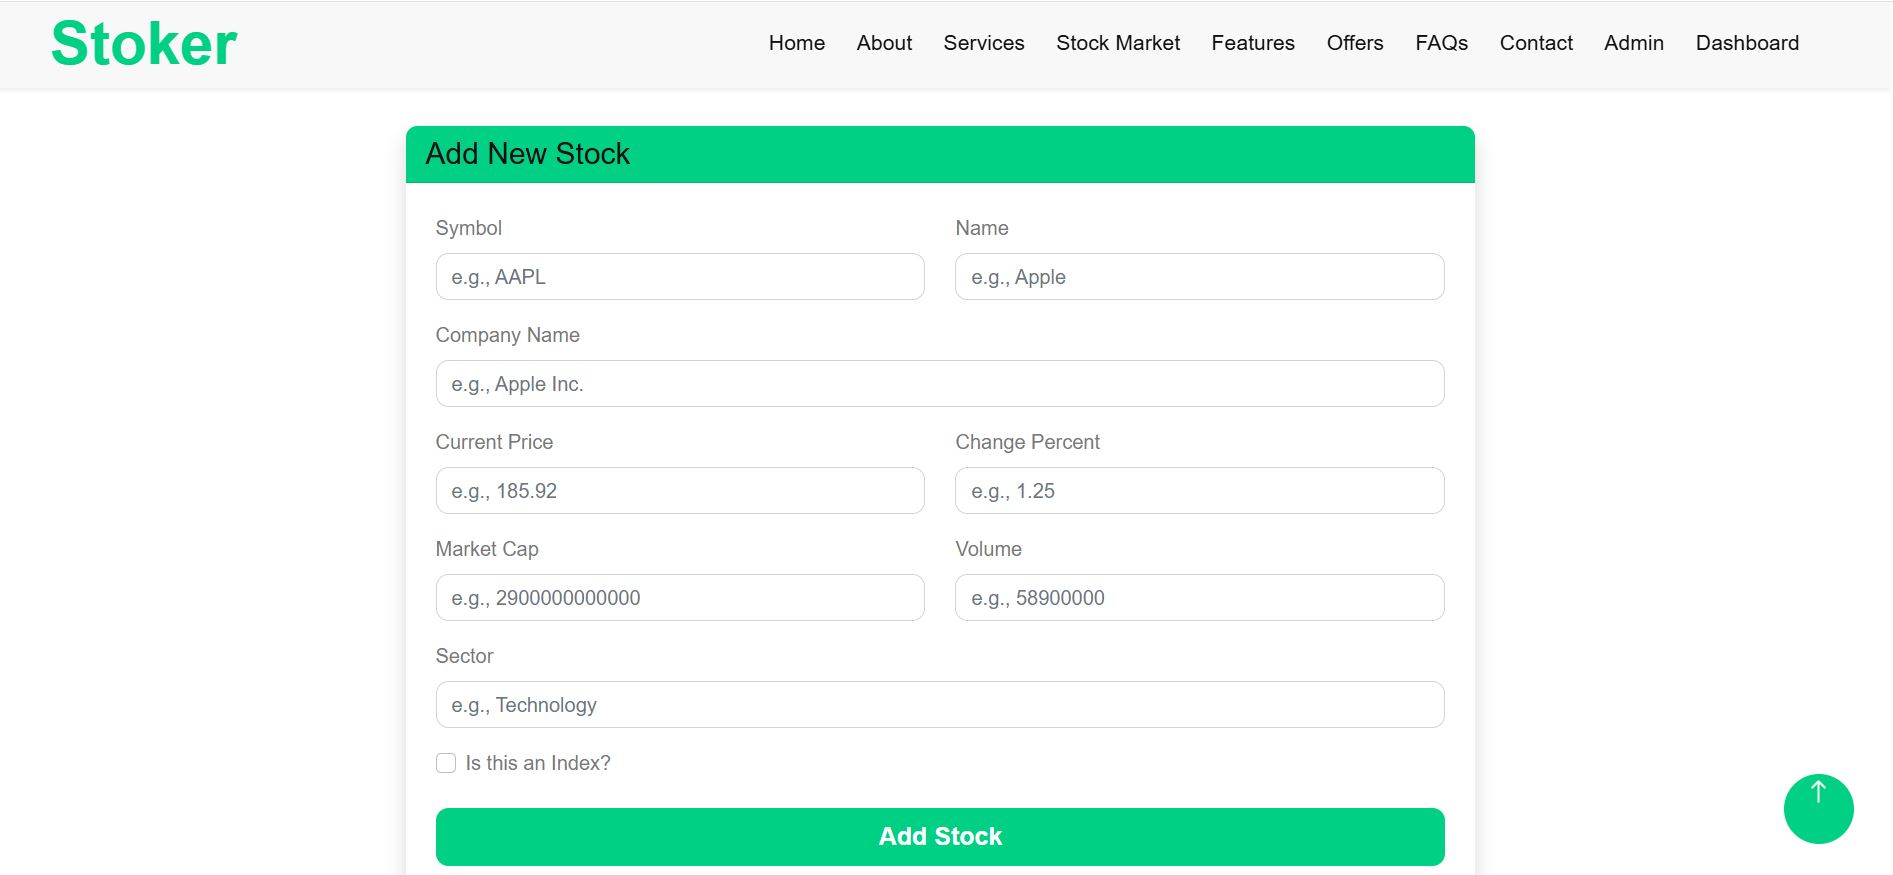 Stoker
Home About Services Stock Market Features Offers FAQs Contact Admin Dashboard
Add New Stock
Symbol Name
e.g., AAPL e.g., Apple
Company Name
e.g., Apple Inc.
Current Price Change Percent
e.g., 185.92 e.g., 1.25
Market Cap Volume
e.g., 2900000000000 e.g., 58900000
Sector
e.g., Technology
Is this an Index?
Add Stock